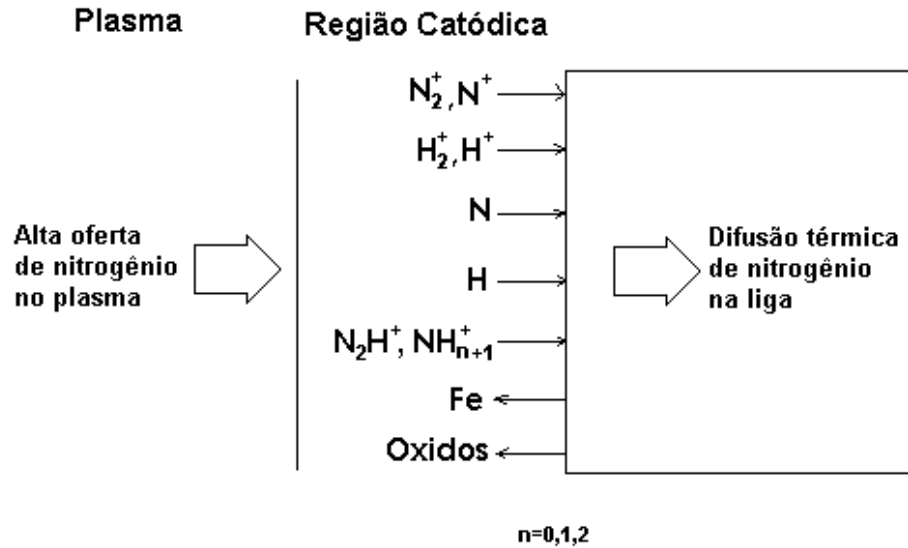 Plasma
Região Catódica
N₂⁺, N⁺
H₂⁺, H⁺
N
H
N₂H⁺, NH⁺ₙ₊₁
Fe
Oxidos
Alta oferta
de nitrogênio
no plasma
Difusão térmica
de nitrogênio
na liga
n=0,1,2